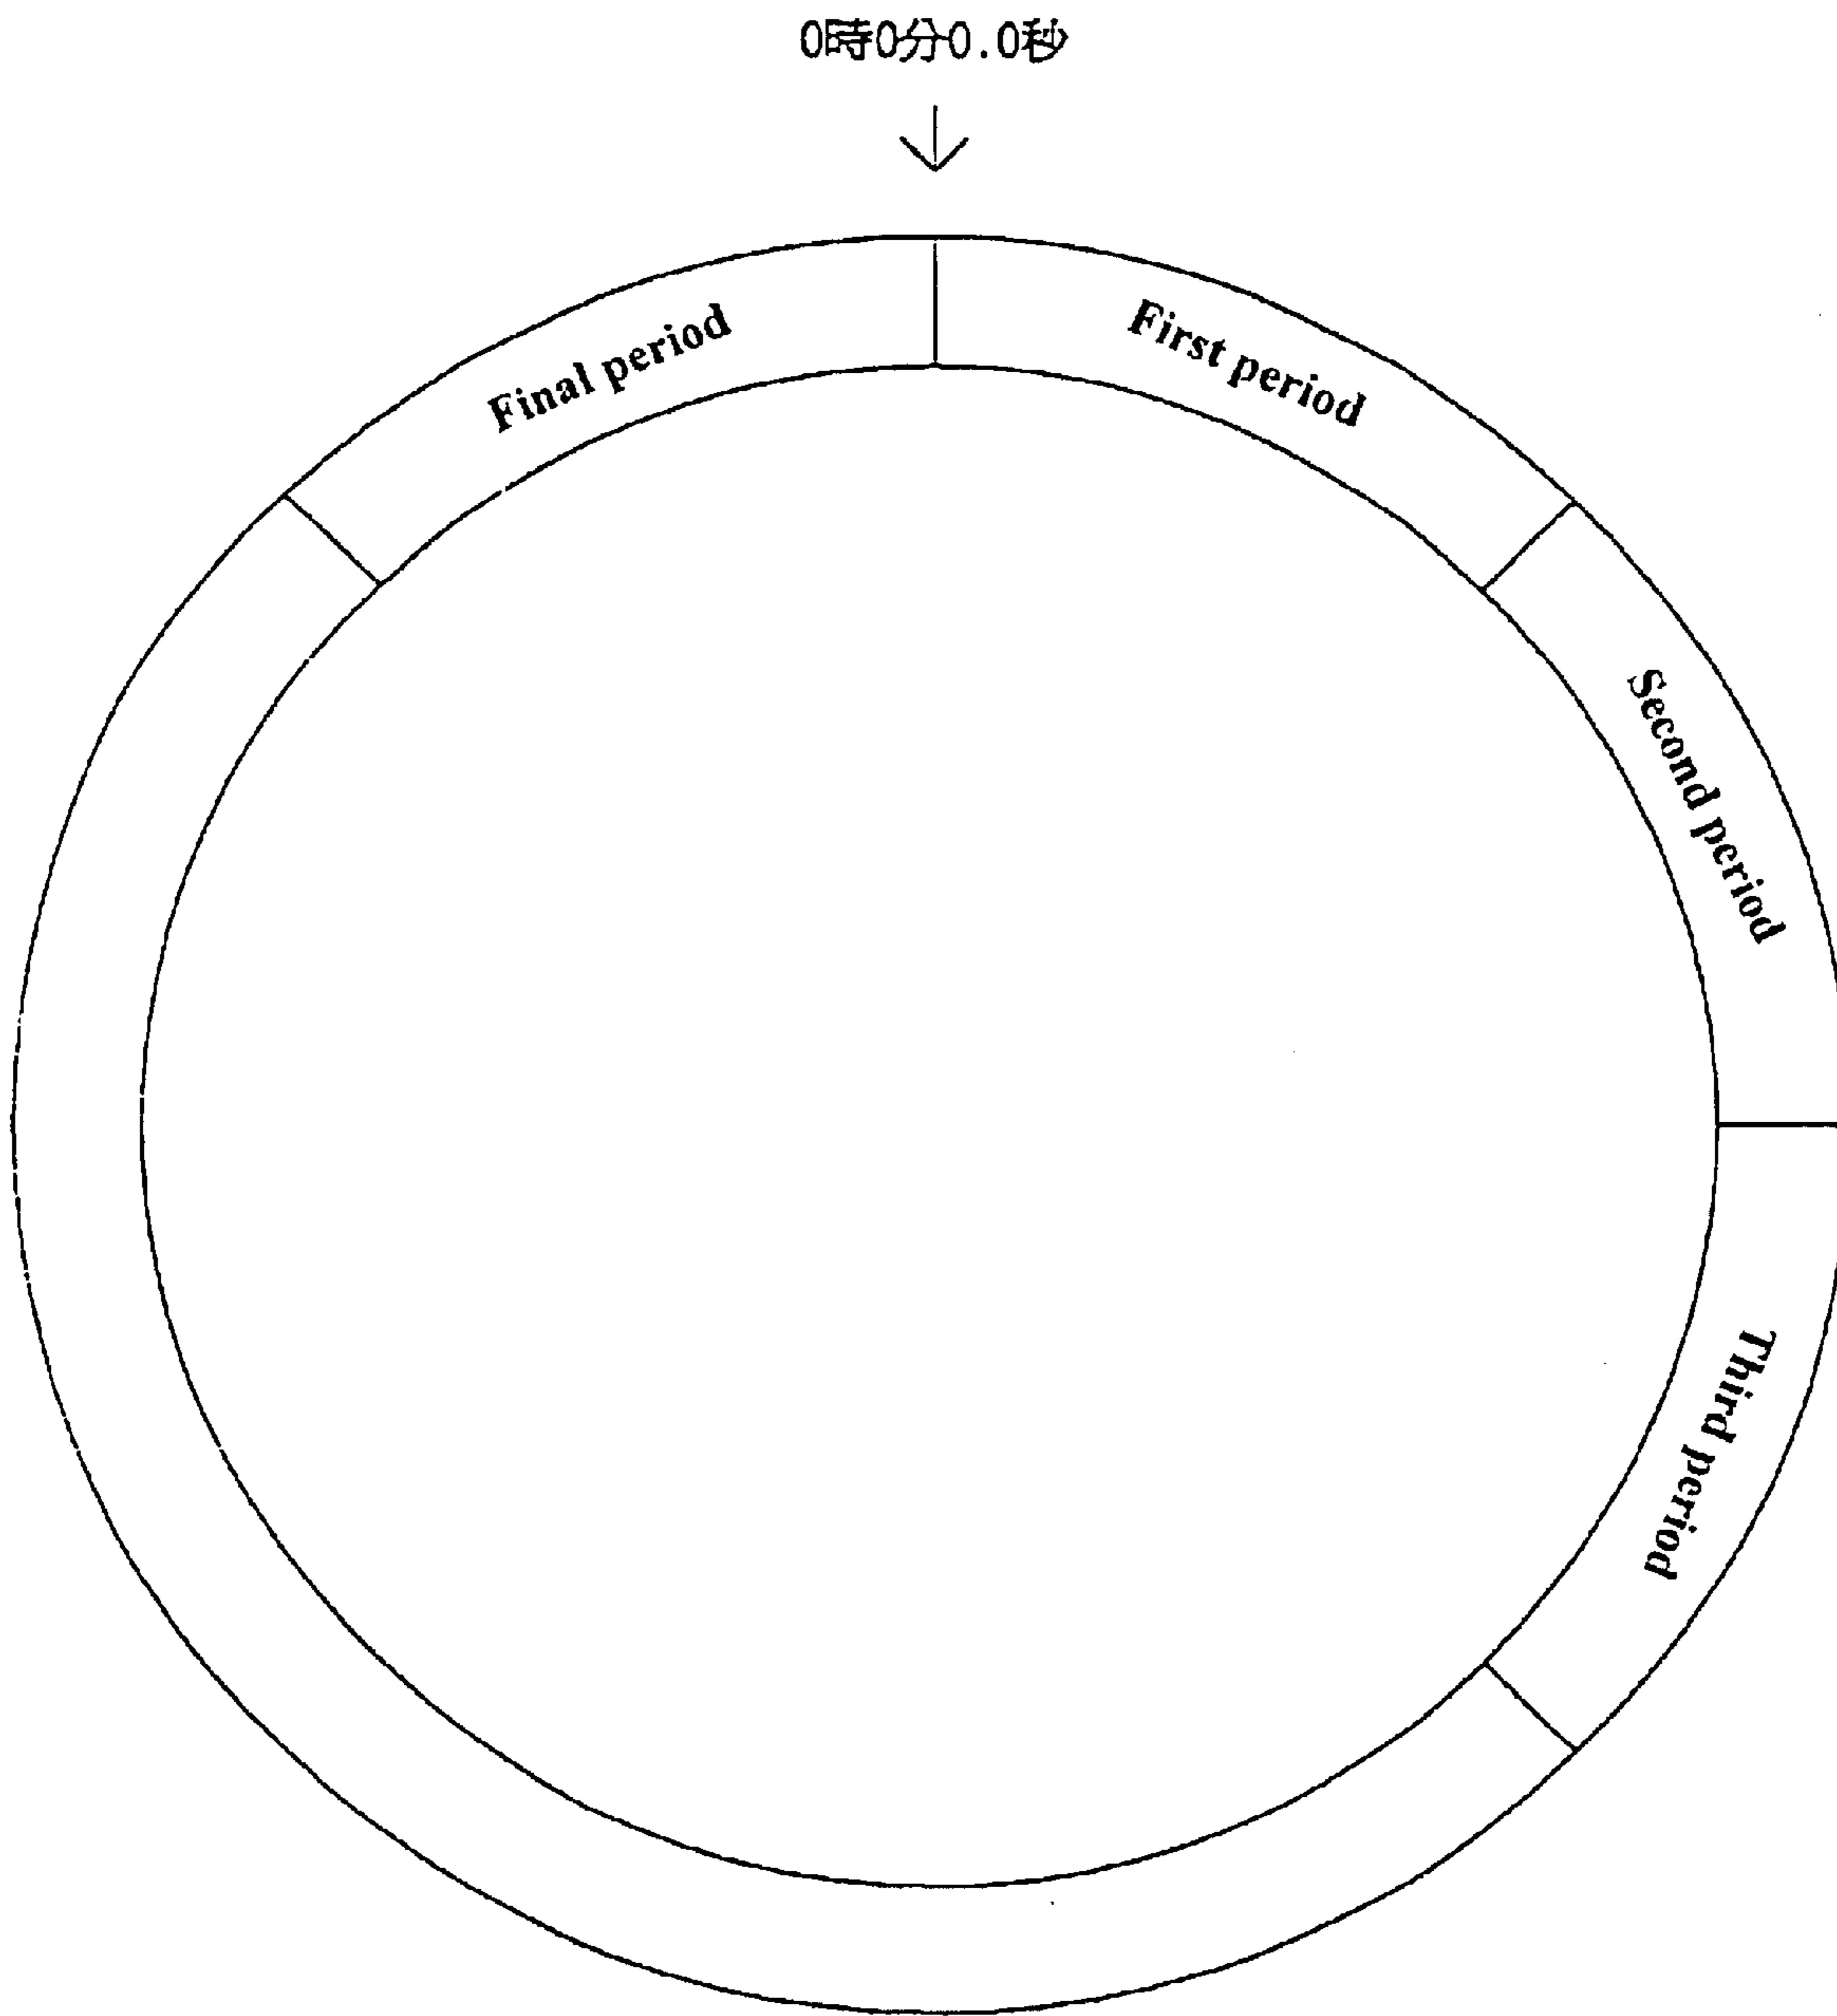 0時0分0.0秒
First period
Second period
Third period
Final period